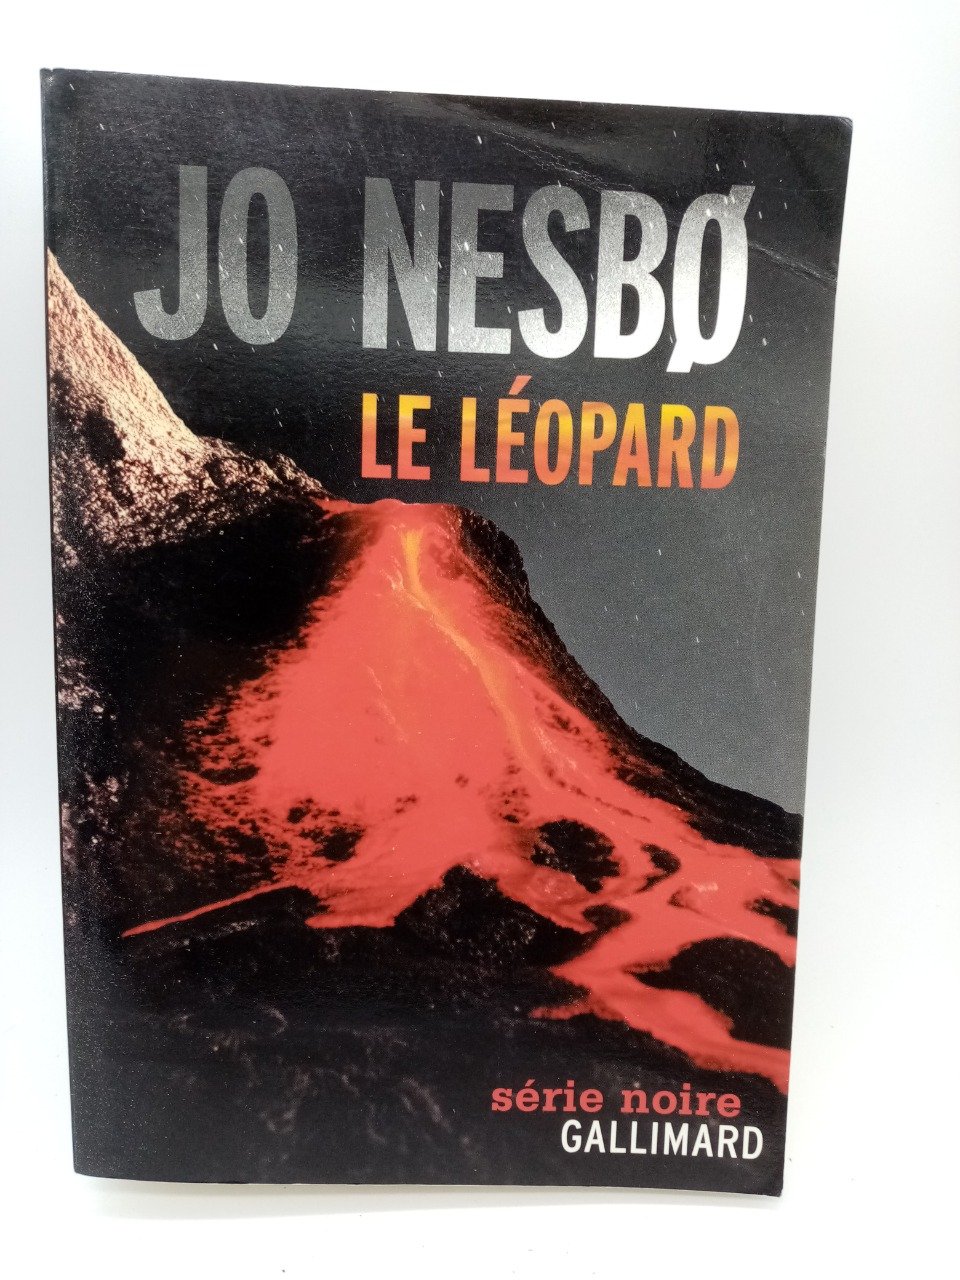 JO NESBØ
LE LÉOPARD
série noire
GALLIMARD